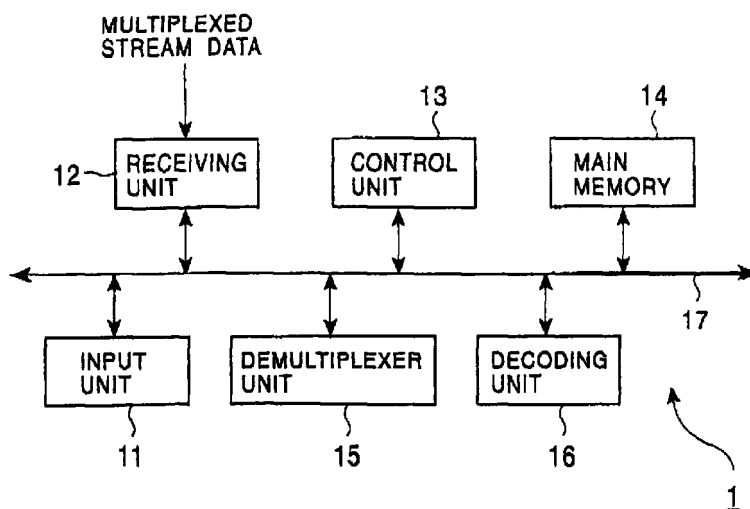 MULTIPLEXED
STREAM DATA
13
14
12
RECEIVING
UNIT
CONTROL
UNIT
MAIN
MEMORY
17
INPUT
UNIT
DEMULTIPLEXER
UNIT
DECODING
UNIT
11
15
16
1